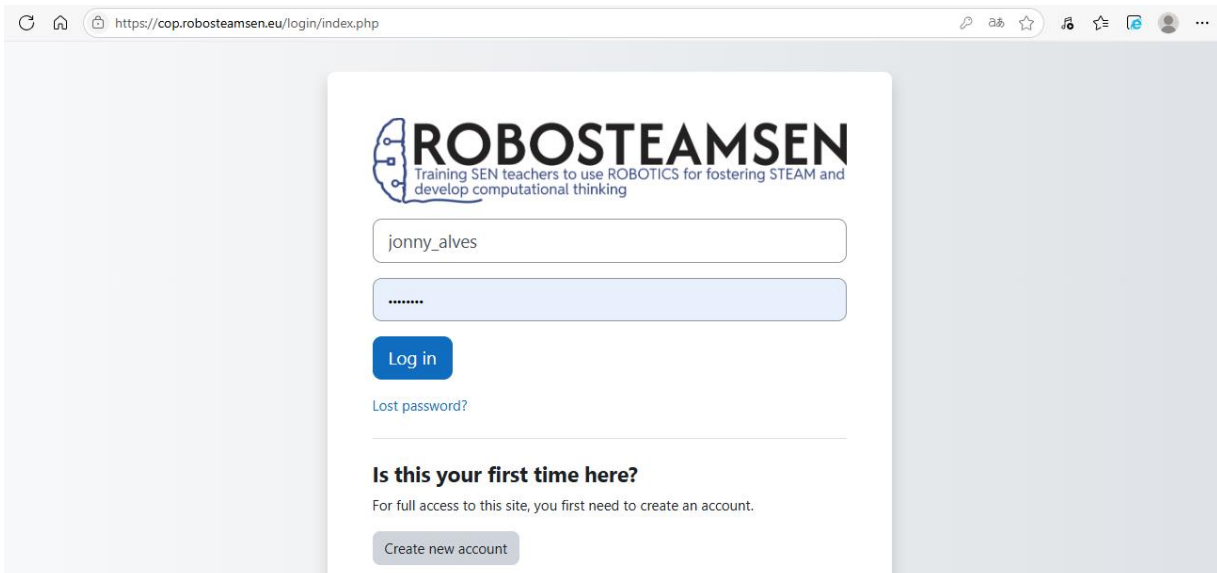 https://cop.robosteamsen.eu/login/index.php
ROBOSTEAMSEN
Training SEN teachers to use ROBOTICS for fostering STEAM and
develop computational thinking
jonny_alves
••••••••
Log in
Lost password?
Is this your first time here?
For full access to this site, you first need to create an account.
Create new account